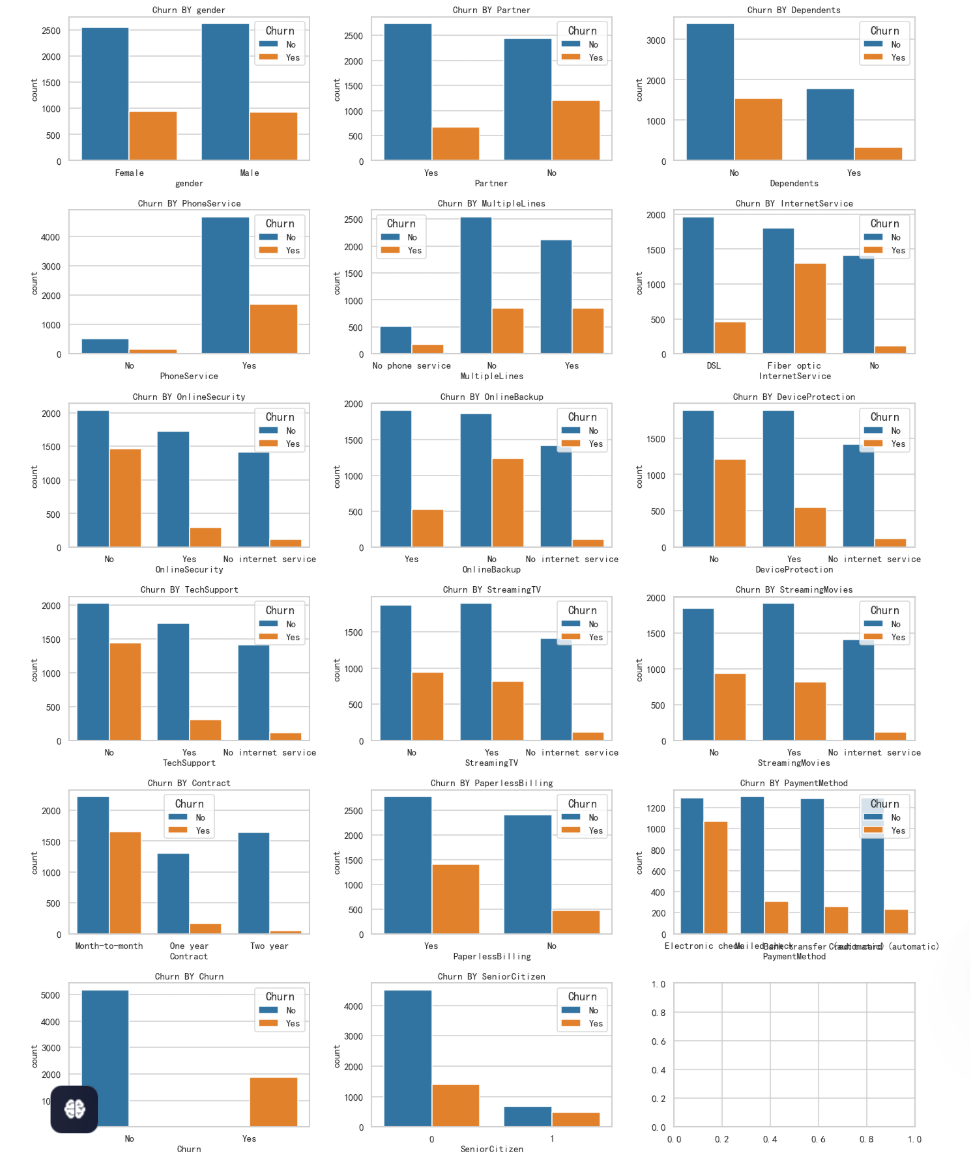 Churn BY gender
Churn
No
Yes
2500
2000
1500
1000
500
0
count
Female Male
gender
Churn BY Partner
Churn
No
Yes
2500
2000
1500
1000
500
0
count
Yes No
Partner
Churn BY Dependents
Churn
No
Yes
3000
2000
1000
0
count
No Yes
Dependents
Churn BY PhoneService
Churn
No
Yes
4000
3000
2000
1000
0
count
No Yes
PhoneService
Churn BY MultipleLines
Churn
No
Yes
2500
2000
1500
1000
500
0
count
No phone service No Yes
MultipleLines
Churn BY InternetService
Churn
No
Yes
2000
1500
1000
500
0
count
DSL Fiber optic No
InternetService
Churn BY OnlineSecurity
Churn
No
Yes
2000
1500
1000
500
0
count
No Yes No internet service
OnlineSecurity
Churn BY OnlineBackup
Churn
No
Yes
2000
1500
1000
500
0
count
Yes No No internet service
OnlineBackup
Churn BY DeviceProtection
Churn
No
Yes
1500
1000
500
0
count
No Yes No internet service
DeviceProtection
Churn BY TechSupport
Churn
No
Yes
2000
1500
1000
500
0
count
No Yes No internet service
TechSupport
Churn BY StreamingTV
Churn
No
Yes
1500
1000
500
0
count
No Yes No internet service
StreamingTV
Churn BY StreamingMovies
Churn
No
Yes
2000
1500
1000
500
0
count
No Yes No internet service
StreamingMovies
Churn BY Contract
Churn
No
Yes
2000
1500
1000
500
0
count
Month-to-month One year Two year
Contract
Churn BY PaperlessBilling
Churn
No
Yes
2500
2000
1500
1000
500
0
count
Yes No
PaperlessBilling
Churn BY PaymentMethod
Churn
No
Yes
1200
1000
800
600
400
200
0
count
Electronic check Mailed check Bank transfer (automatic) Credit card (automatic)
PaymentMethod
Churn BY Churn
Churn
No
Yes
5000
4000
3000
2000
count
No Yes
Churn
Churn BY SeniorCitizen
Churn
No
Yes
4000
3000
2000
1000
0
count
0 1
SeniorCitizen
1.0
0.8
0.6
0.4
0.2
0.0
0.0 0.2 0.4 0.6 0.8 1.0